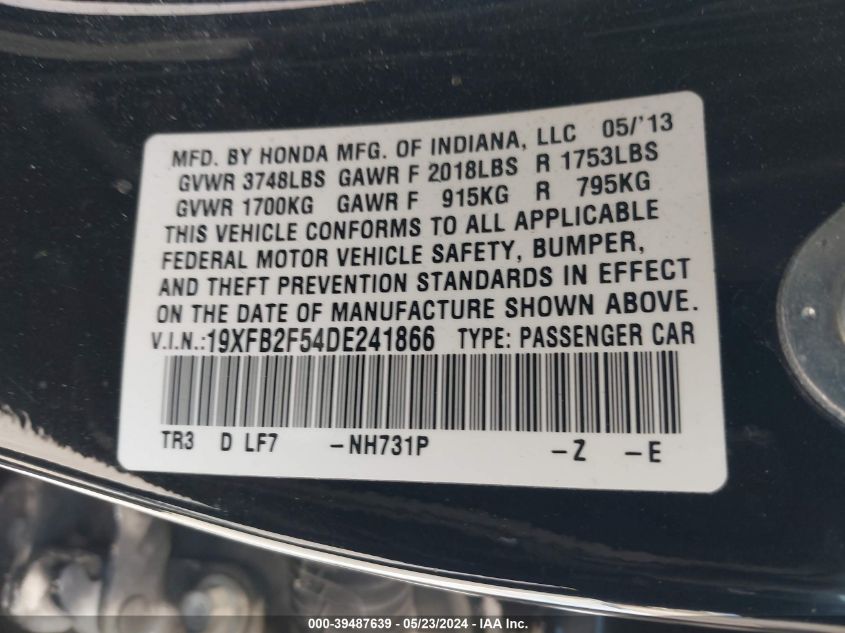 MFD. BY HONDA MFG. OF INDIANA, LLC 05/'13
GVWR 3748LBS GAWR F 2018LBS R 1753LBS
GVWR 1700KG GAWR F 915KG R 795KG
THIS VEHICLE CONFORMS TO ALL APPLICABLE
FEDERAL MOTOR VEHICLE SAFETY, BUMPER,
AND THEFT PREVENTION STANDARDS IN EFFECT
ON THE DATE OF MANUFACTURE SHOWN ABOVE.
V.I.N.:19XFB2F54DE241866 TYPE: PASSENGER CAR
TR3 D LF7 -NH731P -Z -E
000-39487639 - 05/23/2024 - IAA Inc.